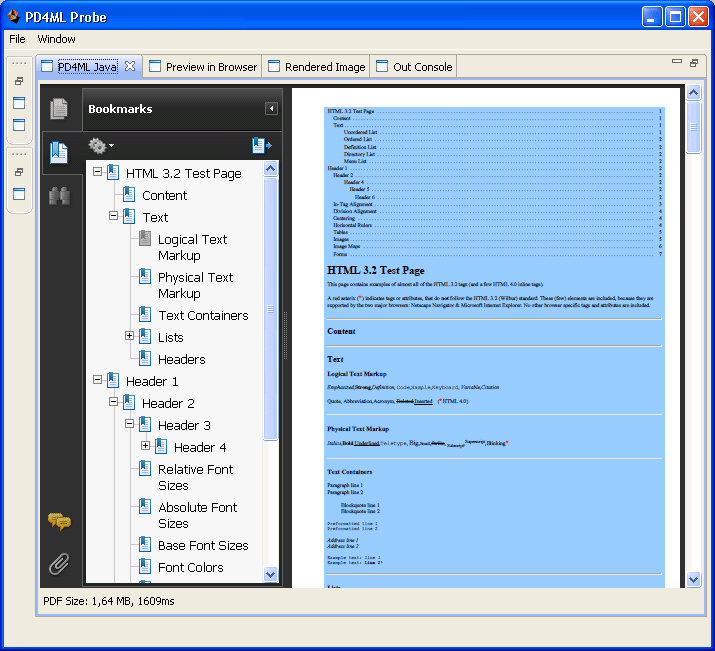 PD4ML Probe
File Window
PD4ML Java Preview in Browser Rendered Image Out Console
Bookmarks
HTML 3.2 Test Page
Content
Text
Logical Text
Markup
Physical Text
Markup
Text Containers
Lists
Headers
Header 1
Header 2
Header 3
Header 4
Relative Font
Sizes
Absolute Font
Sizes
Base Font Sizes
Font Colors
HTML 3.2 Test Page 1
Content 1
Text 1
Unordered List 1
Ordered List 2
Definition List 2
Directory List 2
Menu List 2
Header 1 2
Header 2 2
Header 4 2
Header 5 2
Header 6 2
In-Tag Alignment 3
Division Alignment 4
Centering 4
Horizontal Rulers 4
Tables 5
Images 5
Image Maps 6
Forms 7
HTML 3.2 Test Page
This page contains examples of almost all of the HTML 3.2 tags (and a few HTML 4.0 inline tags).
A red asterix (*) indicates tags or attributes, that do not follow the HTML 3.2 (Wilbur) standard. These (few) elements are included, because they are
supported by the two major browsers: Netscape Navigator & Microsoft Internet Explorer. No other browser specific tags and attributes are included.
Content
Text
Logical Text Markup
Emphasized,Strong,Definition, Code,Sample,Keyboard, Variable,Citation
Quote, Abbreviation,Acronym, Deleted,Inserted (*HTML 4.0)
Physical Text Markup
Italics,Bold,Underlined,Teletype,Big,Small,Strike, Subscript Superscript,Blinking*
Text Containers
Paragraph line 1
Paragraph line 2
Blockquote line 1
Blockquote line 2
Preformatted line 1
Preformatted line 2
Address line 1
Address line 2
Example text: line 1
Example text: line 2*
PDF Size: 1,64 MB, 1609ms